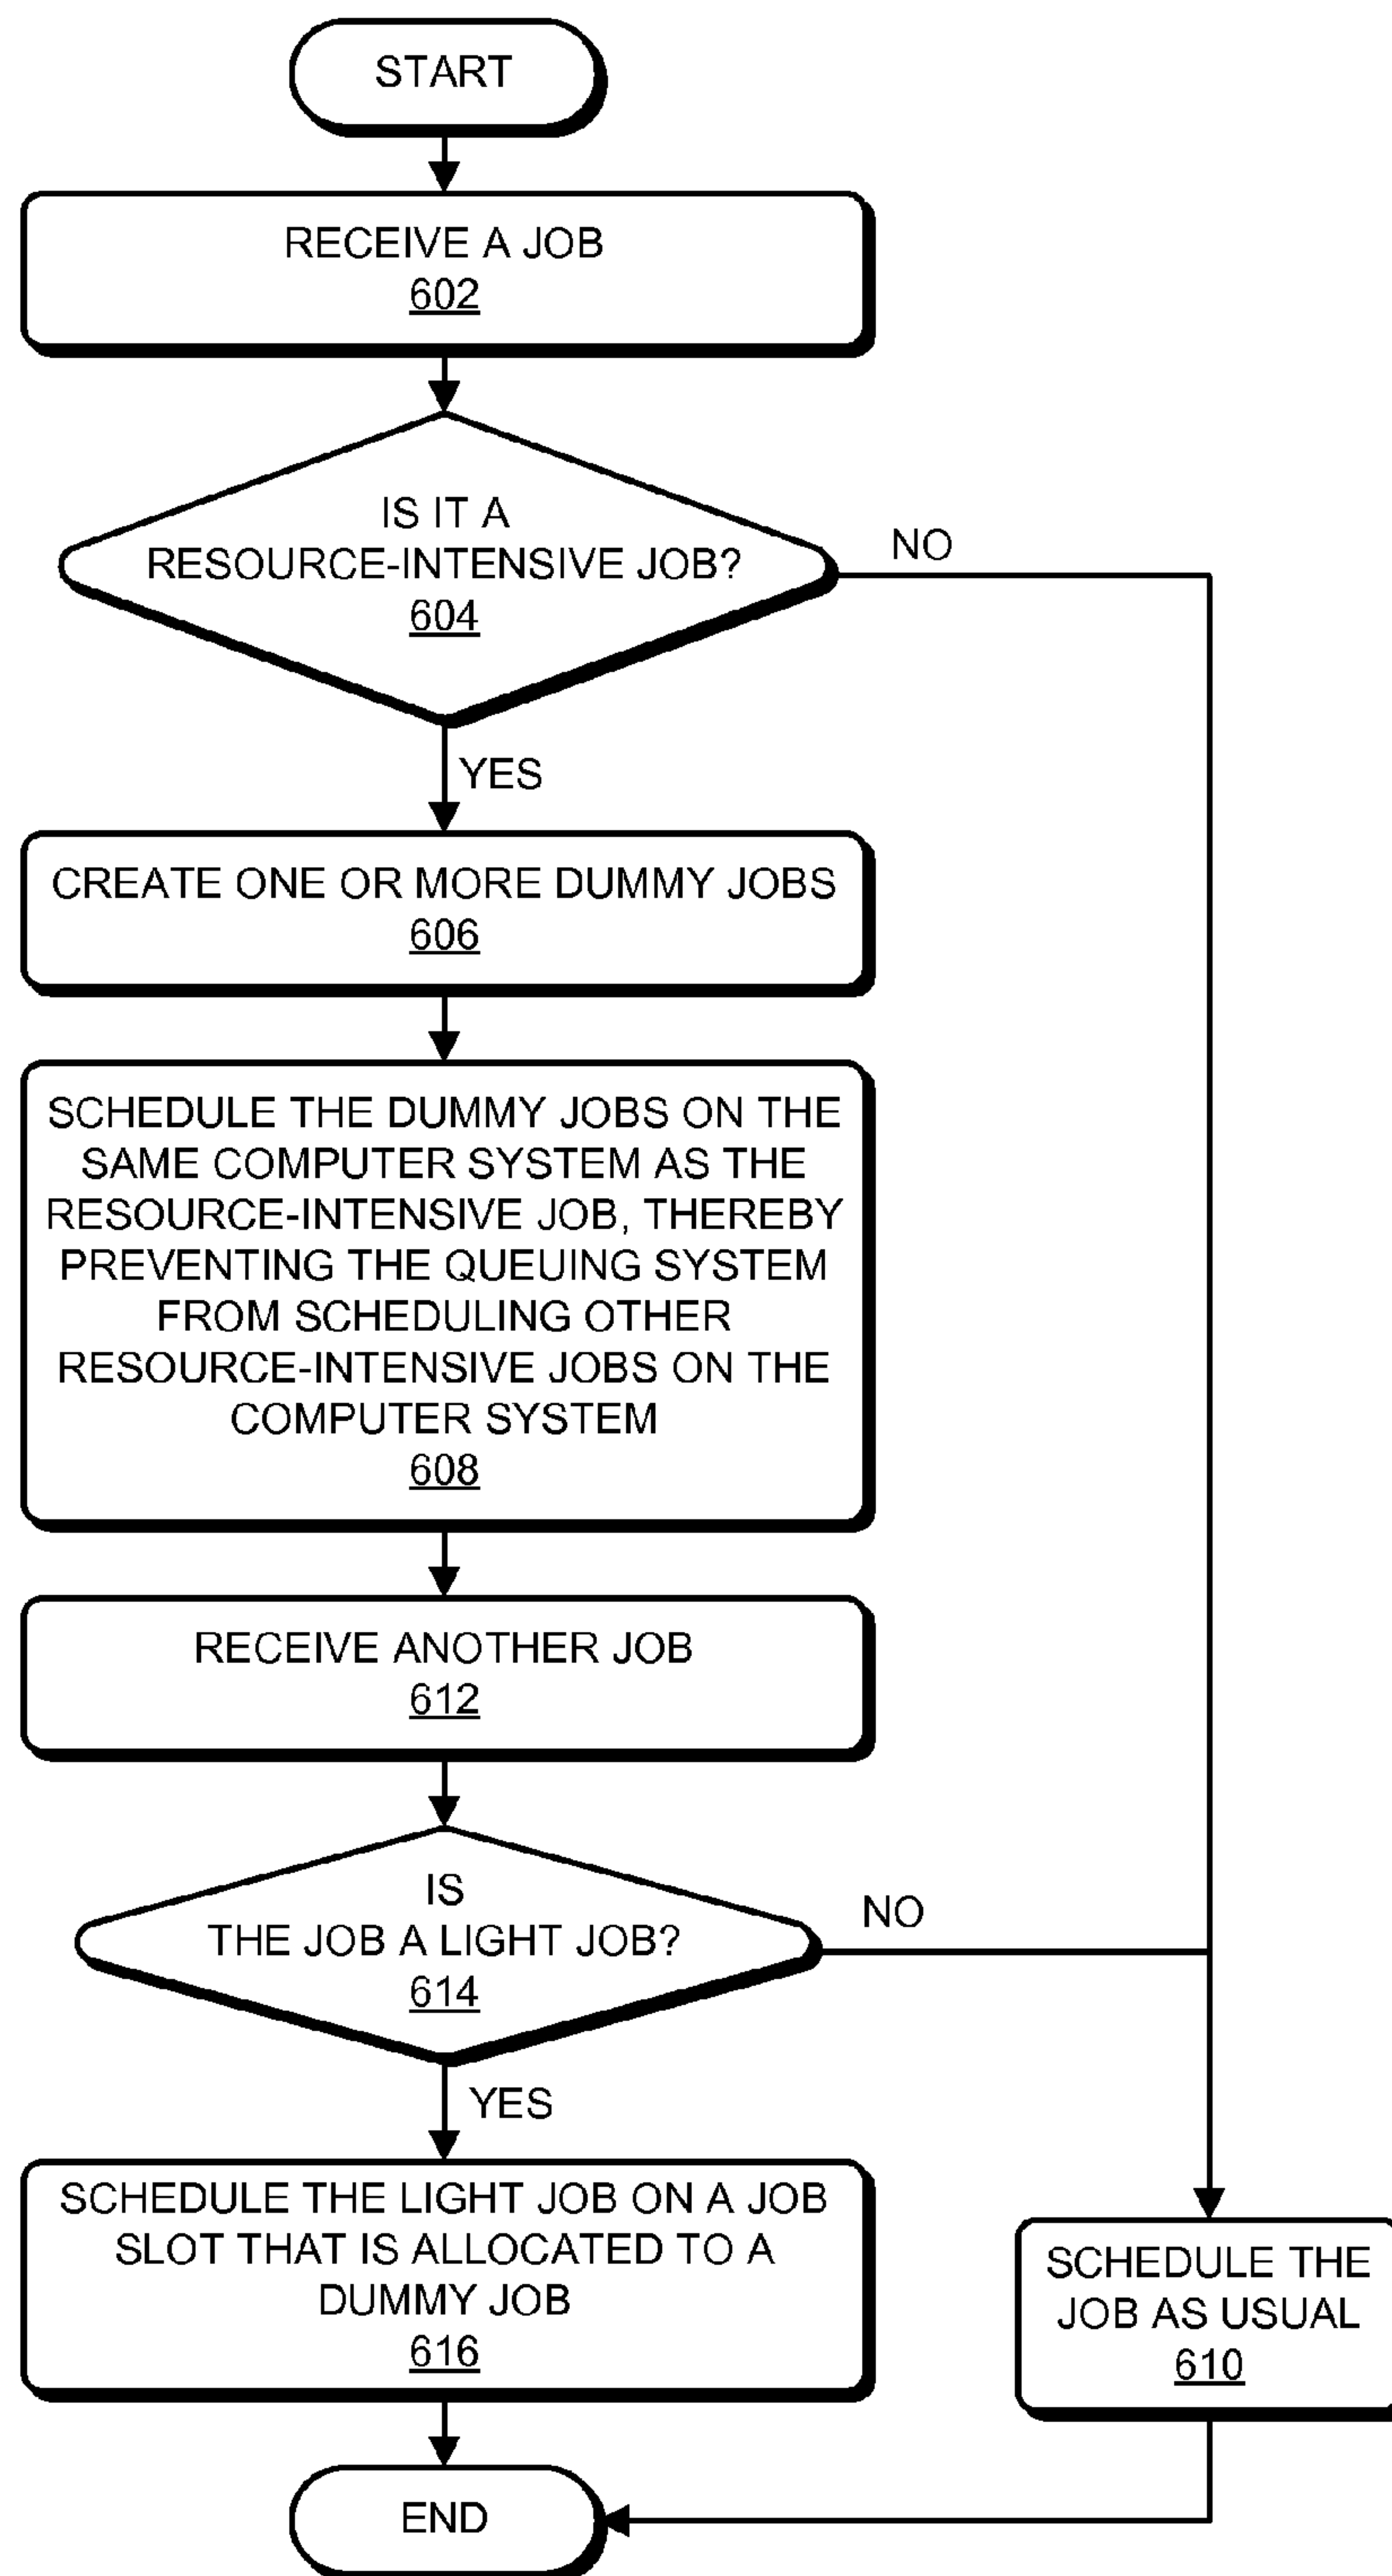 START
RECEIVE A JOB
602
IS IT A
RESOURCE-INTENSIVE JOB?
604
NO
YES
CREATE ONE OR MORE DUMMY JOBS
606
SCHEDULE THE DUMMY JOBS ON THE
SAME COMPUTER SYSTEM AS THE
RESOURCE-INTENSIVE JOB, THEREBY
PREVENTING THE QUEUING SYSTEM
FROM SCHEDULING OTHER
RESOURCE-INTENSIVE JOBS ON THE
COMPUTER SYSTEM
608
RECEIVE ANOTHER JOB
612
IS
THE JOB A LIGHT JOB?
614
NO
YES
SCHEDULE THE LIGHT JOB ON A JOB
SLOT THAT IS ALLOCATED TO A
DUMMY JOB
616
SCHEDULE THE
JOB AS USUAL
610
END